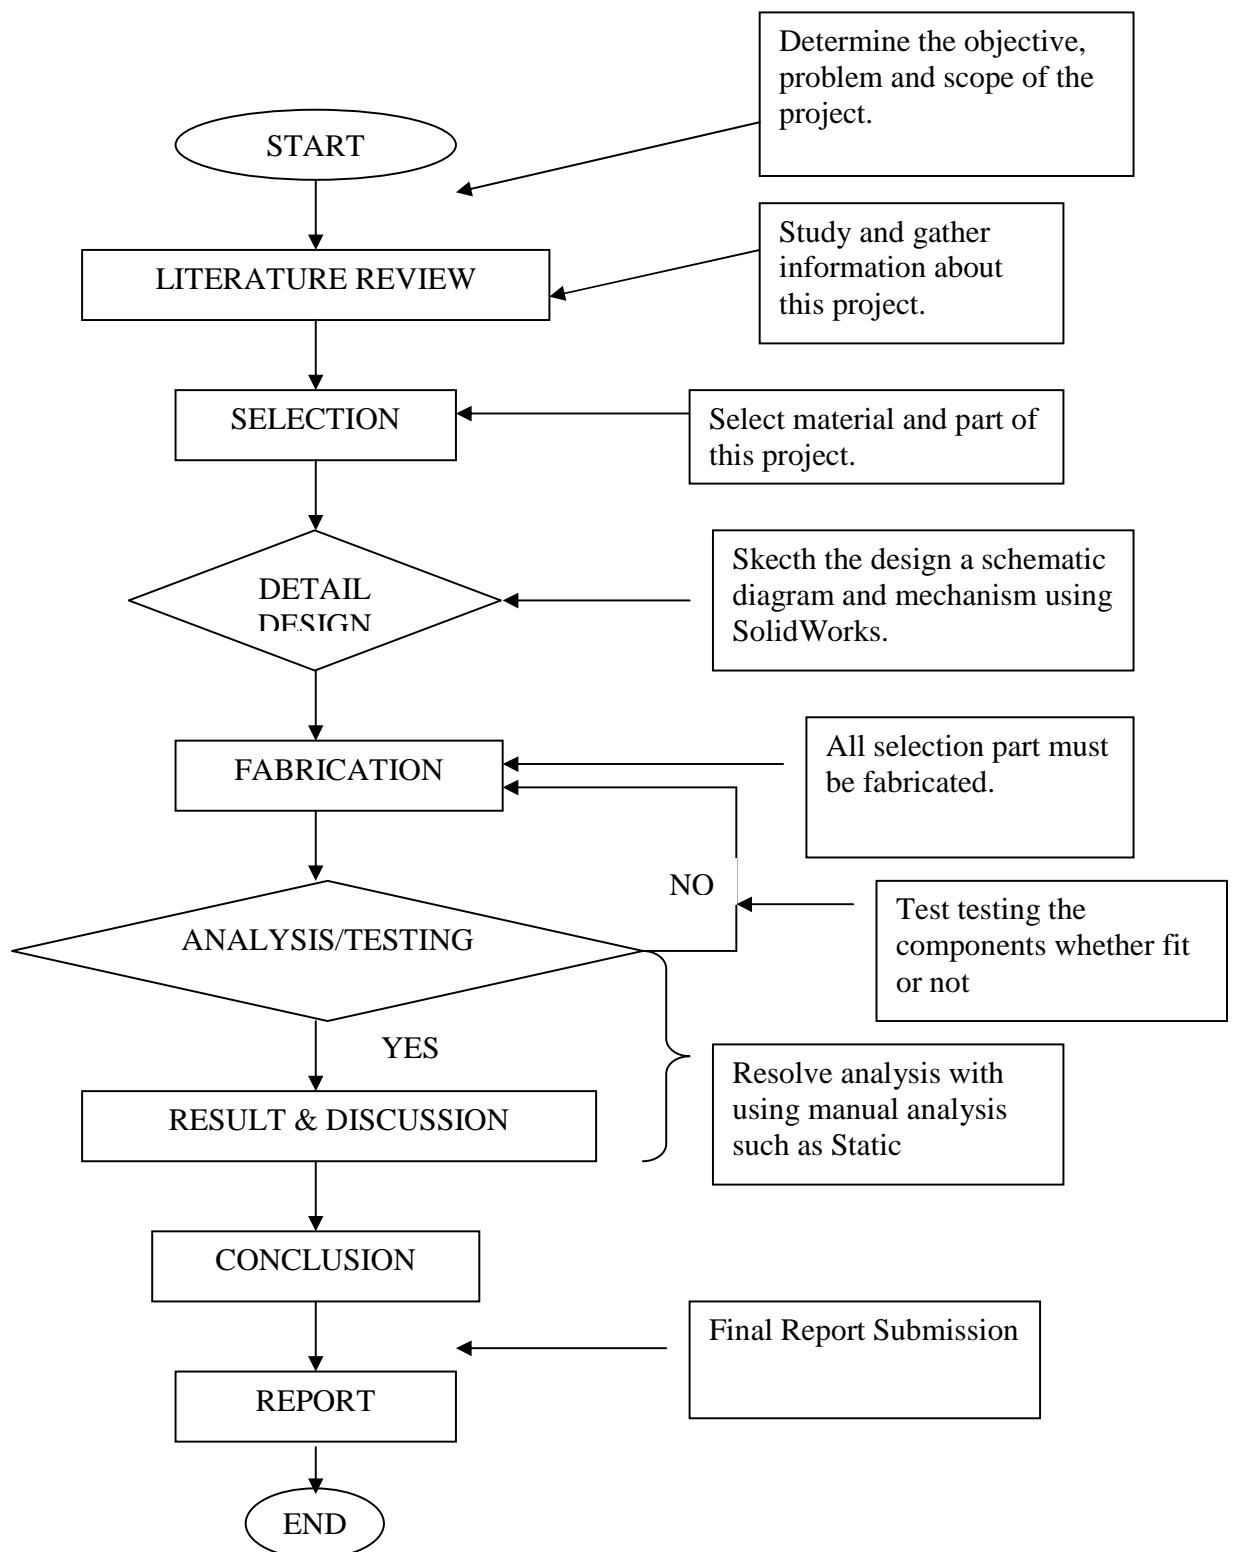 Determine the objective,
problem and scope of the
project.
START
Study and gather
information about
this project.
LITERATURE REVIEW
SELECTION
Select material and part of
this project.
DETAIL
DESIGN
Skecth the design a schematic
diagram and mechanism using
SolidWorks.
FABRICATION
All selection part must
be fabricated.
NO
ANALYSIS/TESTING
Test testing the
components whether fit
or not
YES
RESULT & DISCUSSION
Resolve analysis with
using manual analysis
such as Static
CONCLUSION
Final Report Submission
REPORT
END